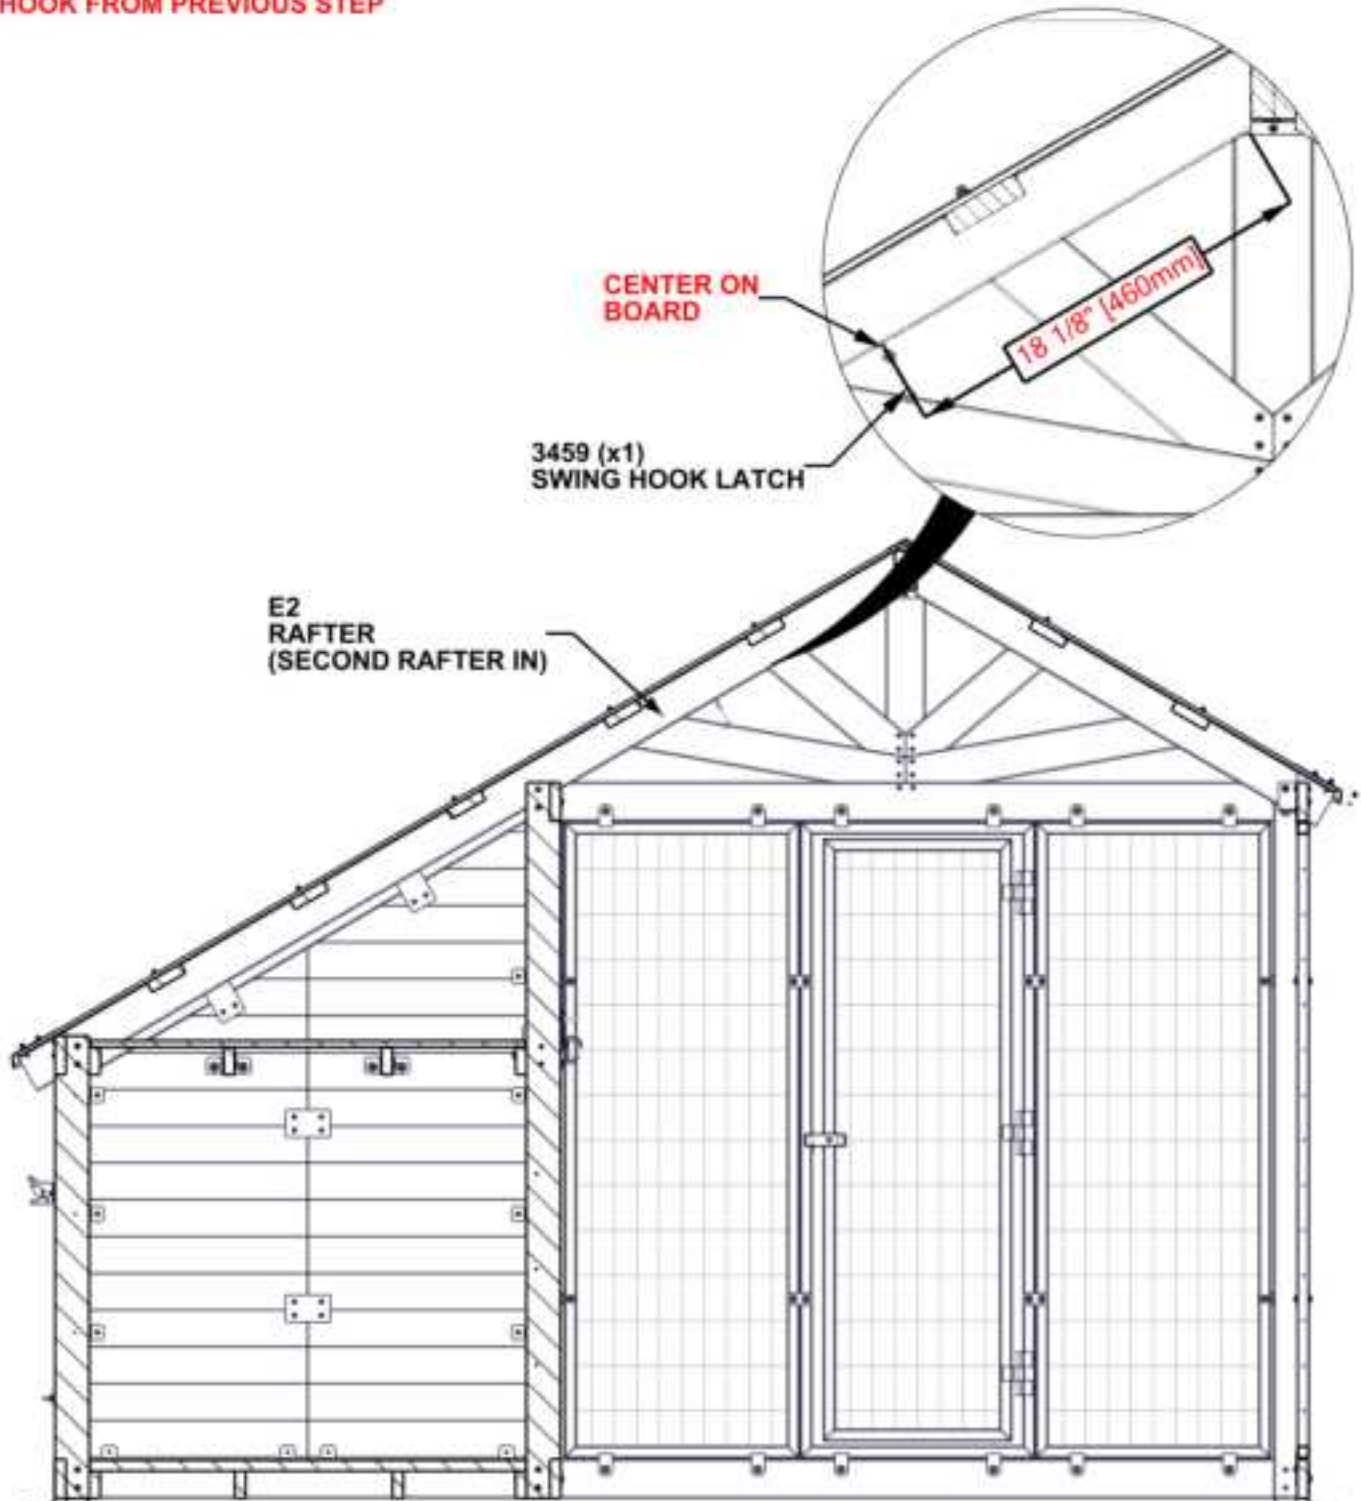 HOOK FROM PREVIOUS STEP
CENTER ON
BOARD
18 1/8" [460mm]
3459 (x1)
SWING HOOK LATCH
E2
RAFTER
(SECOND RAFTER IN)